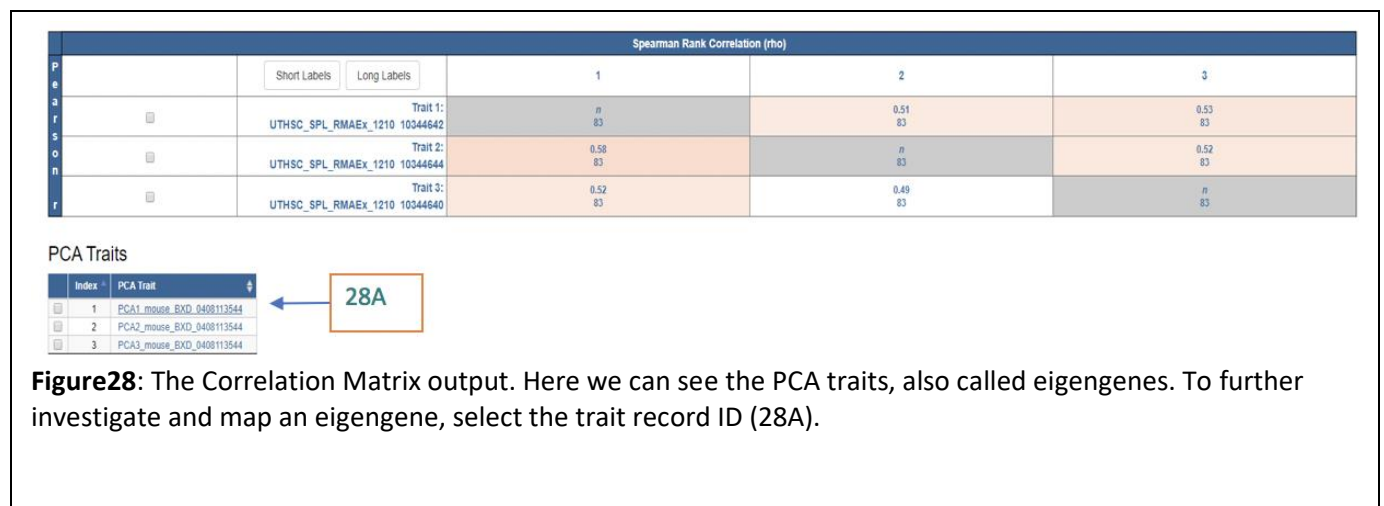 Spearman Rank Correlation (rho)
Pearson r
Short Labels Long Labels 1 2 3
Trait 1: UTHSC_SPL_RMAEx_1210 10344642 n 83 0.51 83 0.53 83
Trait 2: UTHSC_SPL_RMAEx_1210 10344644 0.58 83 n 83 0.52 83
Trait 3: UTHSC_SPL_RMAEx_1210 10344640 0.52 83 0.49 83 n 83
PCA Traits
Index PCA Trait
1 PCA1_mouse_BXD_0408113544
2 PCA2_mouse_BXD_0408113544
3 PCA3_mouse_BXD_0408113544
28A
Figure28: The Correlation Matrix output. Here we can see the PCA traits, also called eigengenes. To further
investigate and map an eigengene, select the trait record ID (28A).